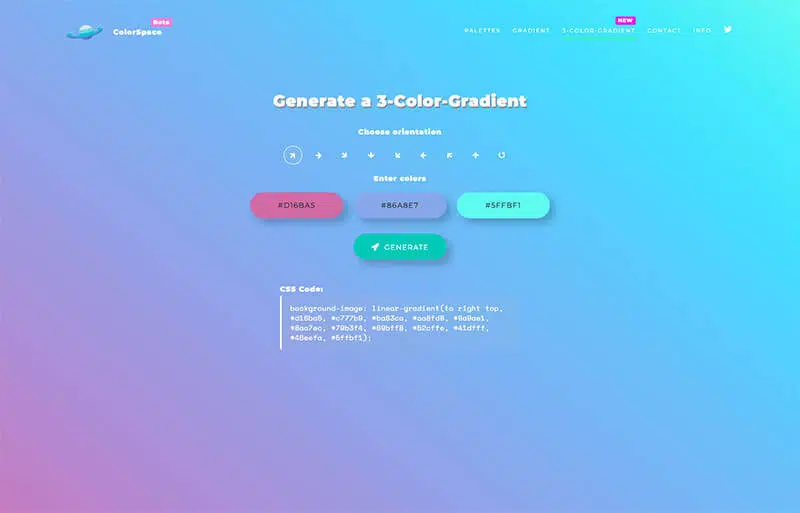 Beta
ColorSpace
NEW
PALETTES GRADIENT 3-COLOR-GRADIENT CONTACT INFO
Generate a 3-Color-Gradient
Choose orientation
Enter colors
#D16BA5 #86A8E7 #5FFBF1
GENERATE
CSS Code:
background-image: linear-gradient(to right top,
#d16ba5, #c777b9, #ba83ca, #aa8fd8, #9a9ae1,
#8aa7ec, #79b3f4, #69bff8, #52cffe, #41dfff,
#46eefa, #5ffbf1);